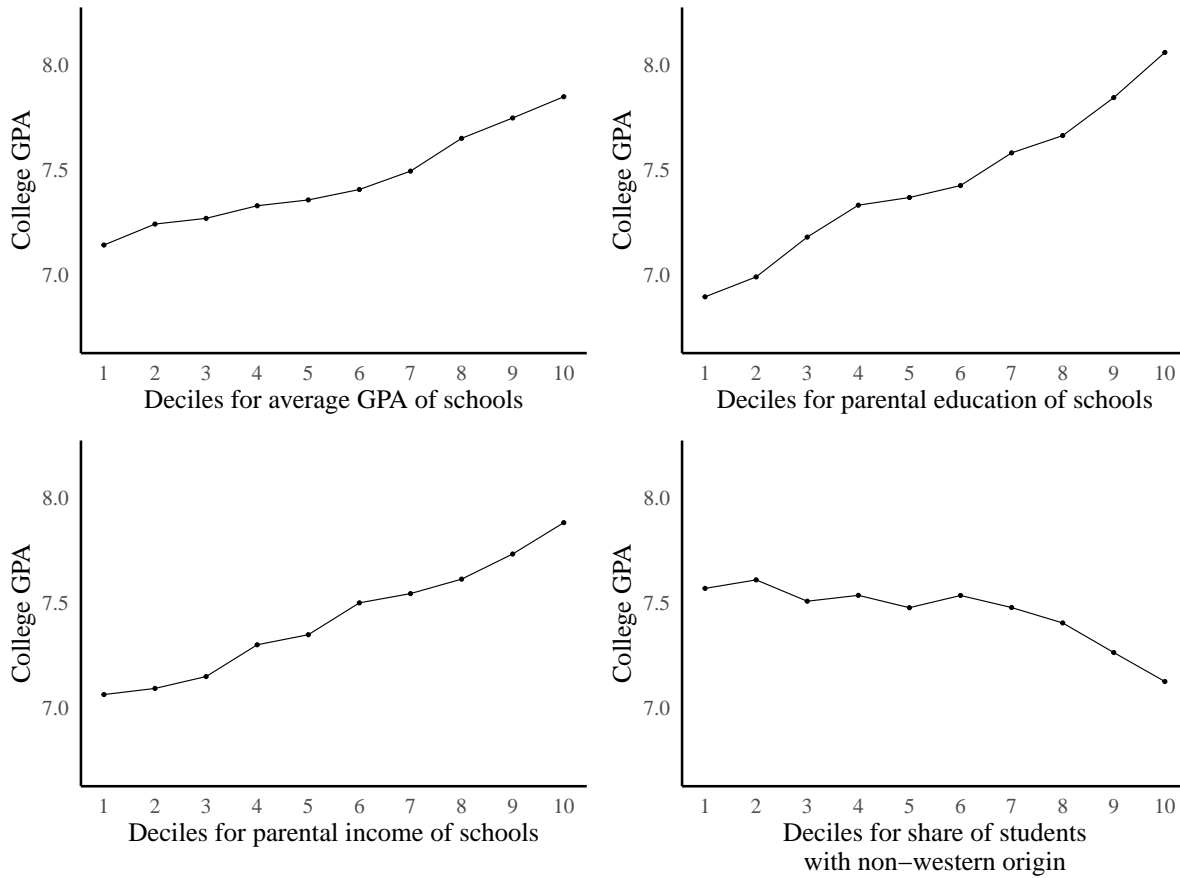 College GPA
8.0
7.5
7.0
1 2 3 4 5 6 7 8 9 10
Deciles for average GPA of schools
College GPA
8.0
7.5
7.0
1 2 3 4 5 6 7 8 9 10
Deciles for parental education of schools
College GPA
8.0
7.5
7.0
1 2 3 4 5 6 7 8 9 10
Deciles for parental income of schools
College GPA
8.0
7.5
7.0
1 2 3 4 5 6 7 8 9 10
Deciles for share of students
with non−western origin